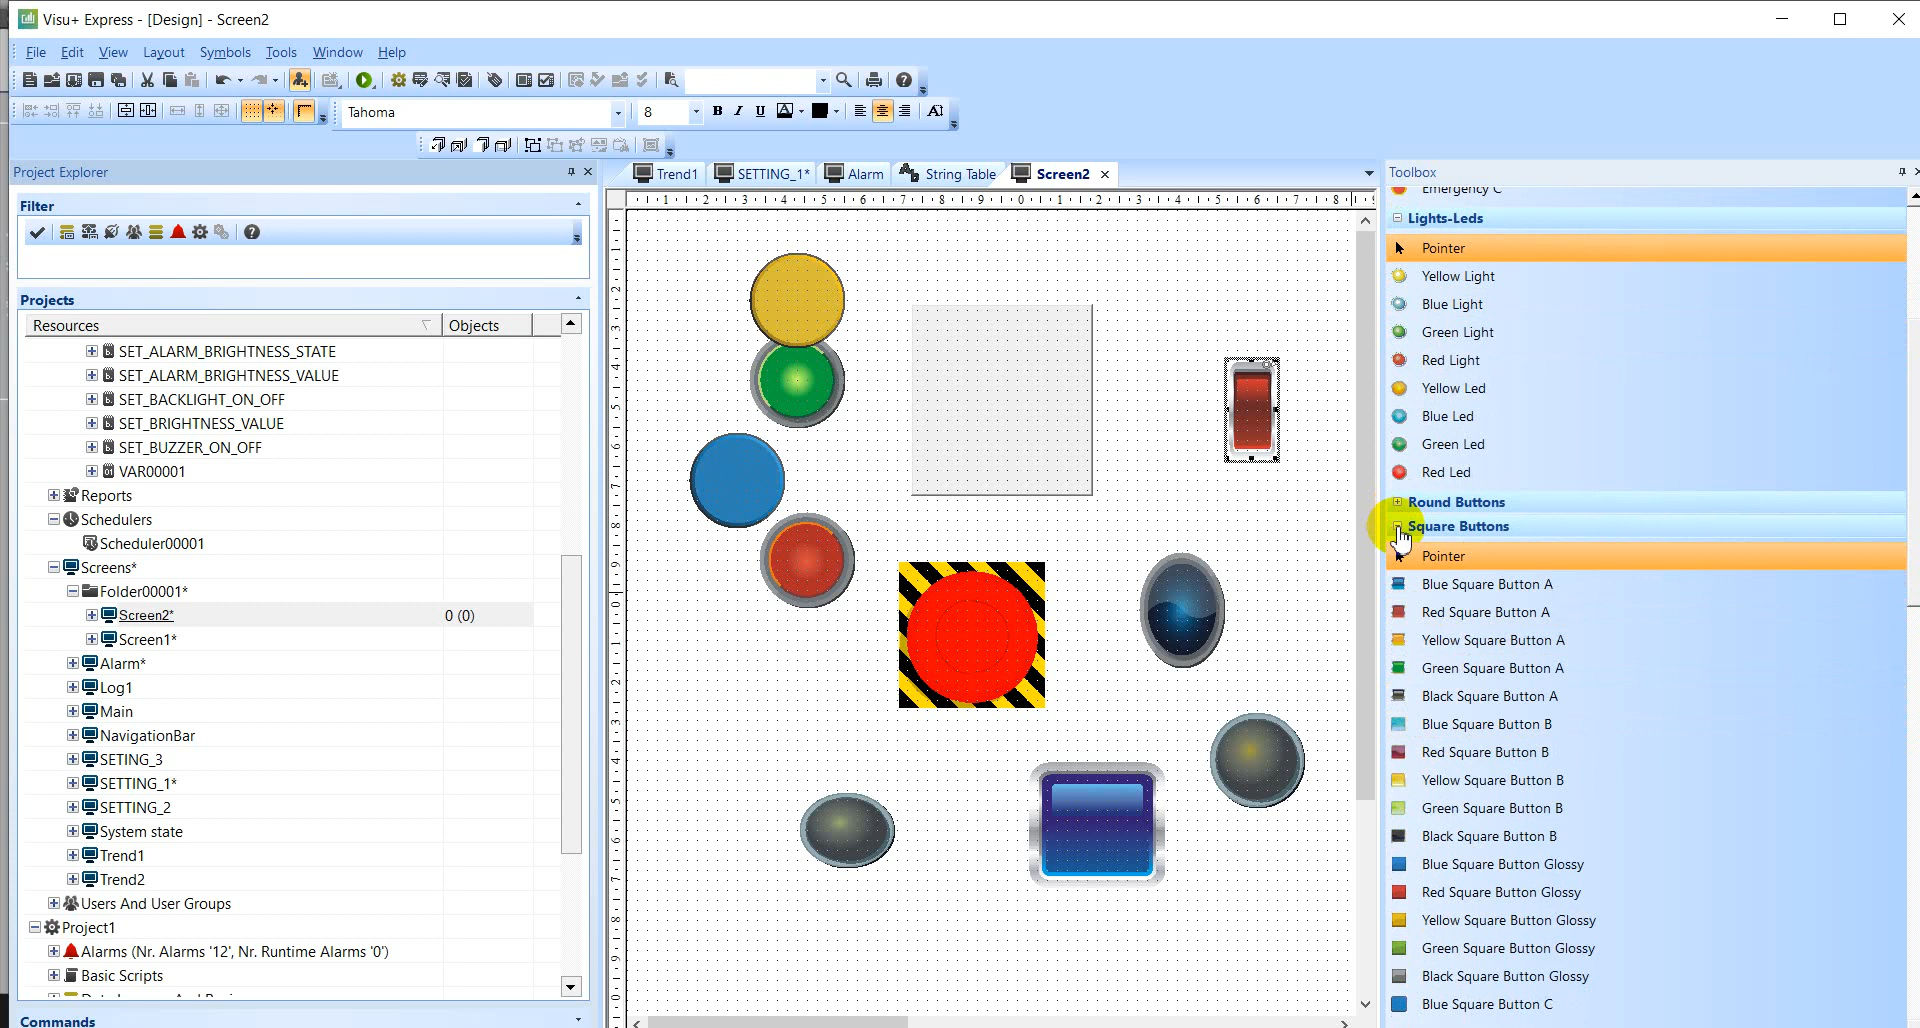 Visu+ Express - [Design] - Screen2
File Edit View Layout Symbols Tools Window Help
Tahoma 8 B I U
Project Explorer
Trend1 SETTING_1* Alarm String Table Screen2
Toolbox
Filter
Projects
Resources Objects
SET_ALARM_BRIGHTNESS_STATE
SET_ALARM_BRIGHTNESS_VALUE
SET_BACKLIGHT_ON_OFF
SET_BRIGHTNESS_VALUE
SET_BUZZER_ON_OFF
VAR00001
Reports
Schedulers
Scheduler00001
Screens*
Folder00001*
Screen2* 0 (0)
Screen1*
Alarm*
Log1
Main
NavigationBar
SETING_3
SETTING_1*
SETTING_2
System state
Trend1
Trend2
Users And User Groups
Project1
Alarms (Nr. Alarms '12', Nr. Runtime Alarms '0')
Basic Scripts
Commands
Emergency C
Lights-Leds
Pointer
Yellow Light
Blue Light
Green Light
Red Light
Yellow Led
Blue Led
Green Led
Red Led
Round Buttons
Square Buttons
Pointer
Blue Square Button A
Red Square Button A
Yellow Square Button A
Green Square Button A
Black Square Button A
Blue Square Button B
Red Square Button B
Yellow Square Button B
Green Square Button B
Black Square Button B
Blue Square Button Glossy
Red Square Button Glossy
Yellow Square Button Glossy
Green Square Button Glossy
Black Square Button Glossy
Blue Square Button C